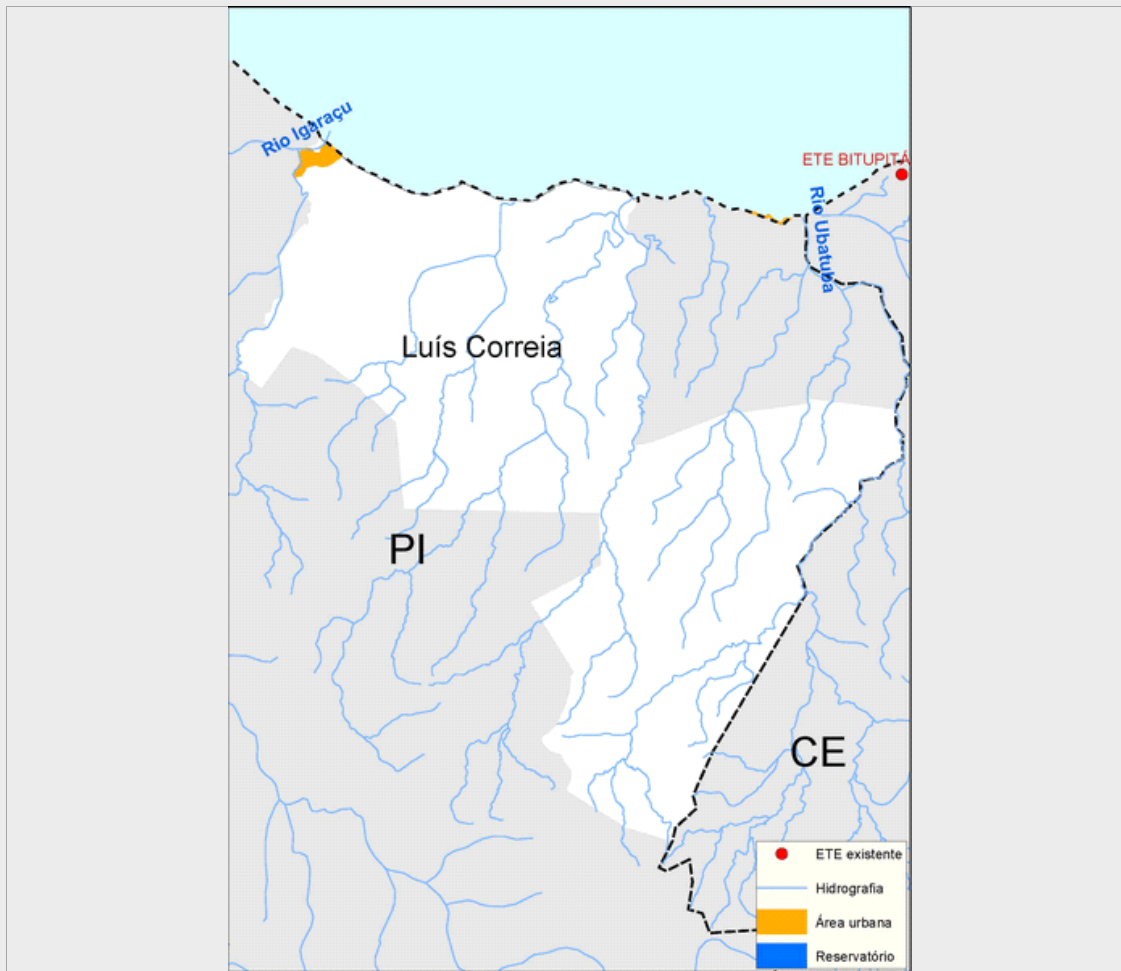 Rio Igaraçu
ETE BITUPITÁ
Rio Ubatuba
Luís Correia
PI
CE
ETE existente
Hidrografia
Área urbana
Reservatório